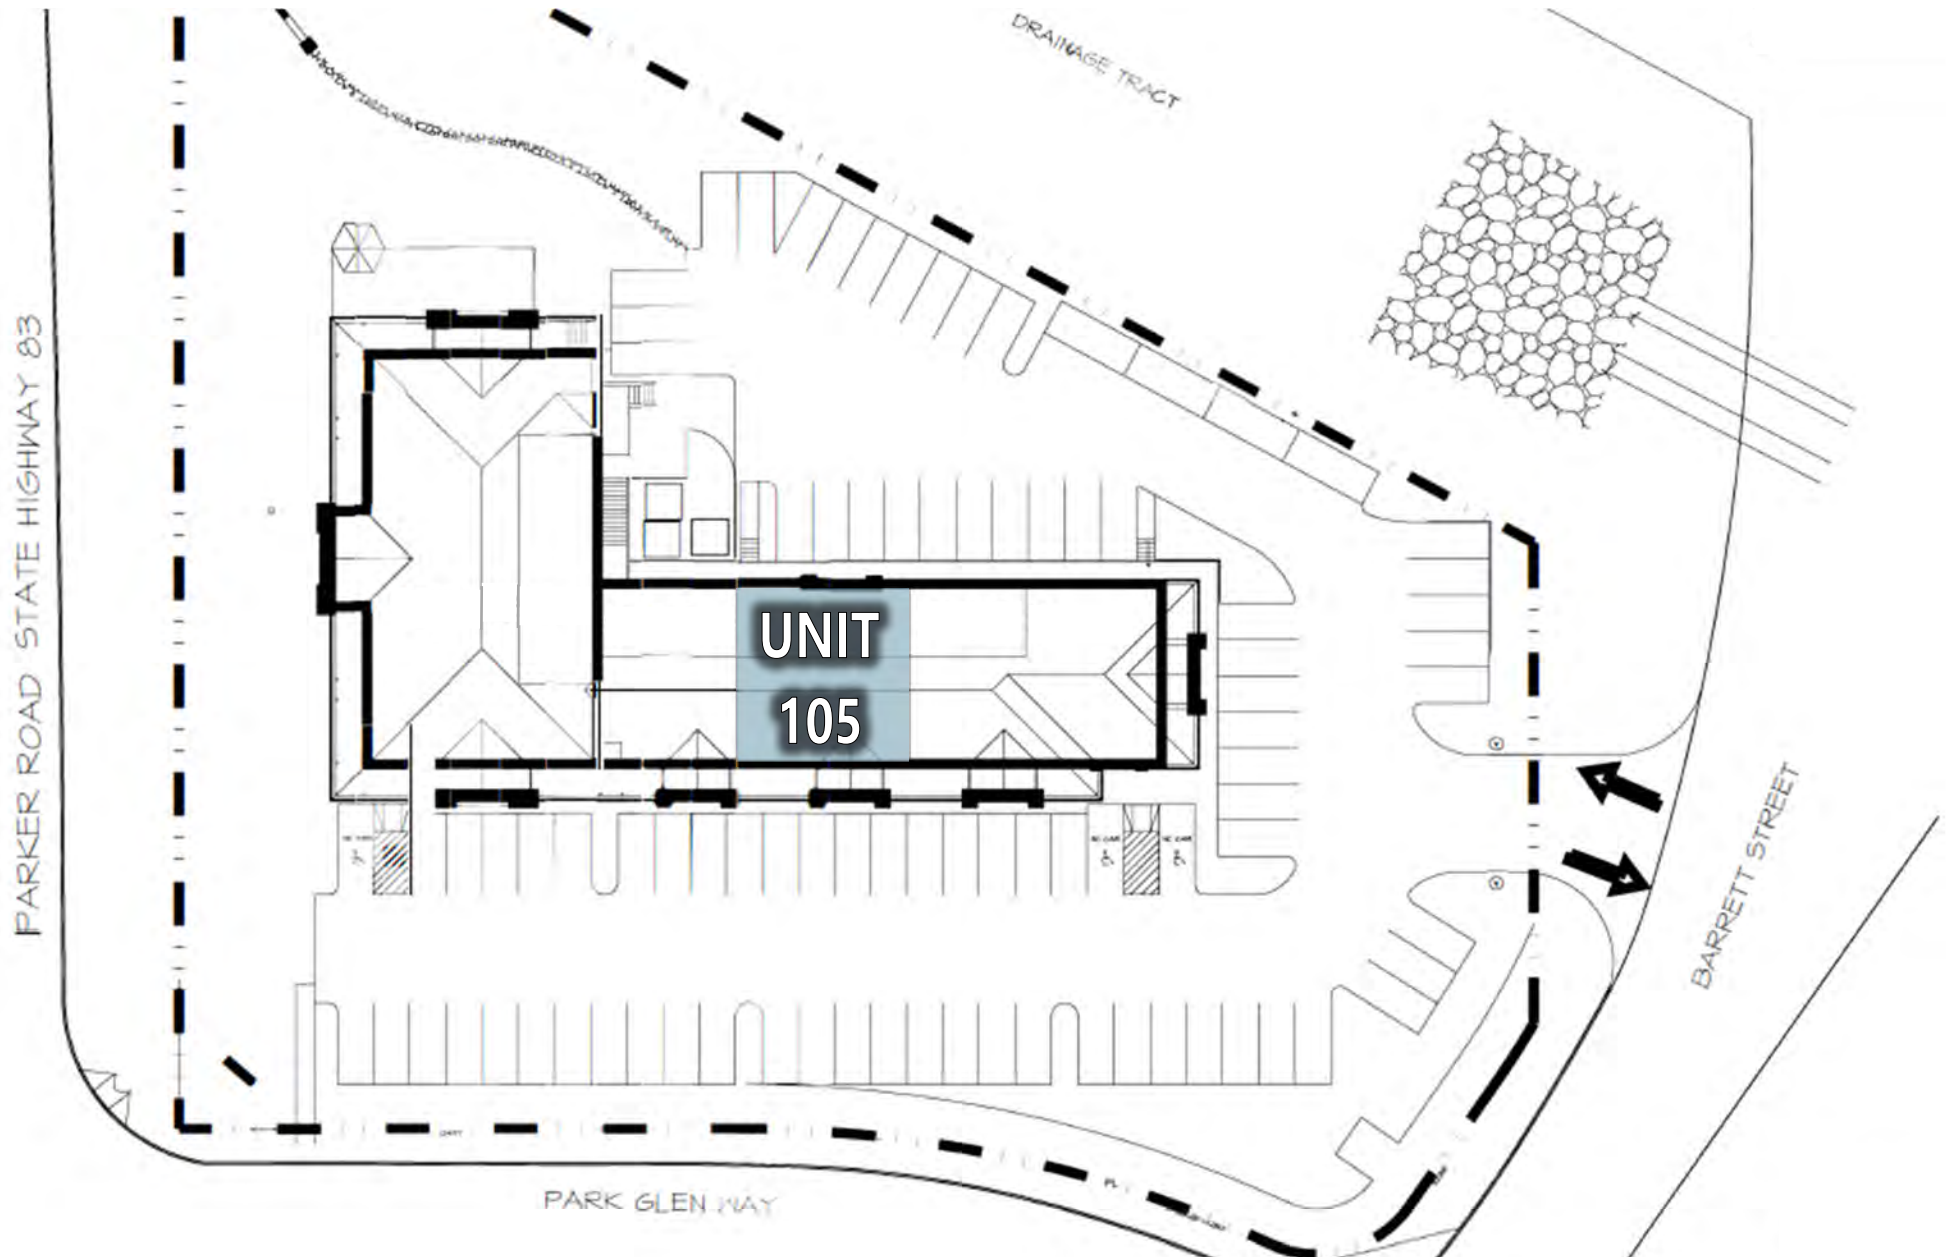 DRAINAGE TRACT
PARKER ROAD STATE HIGHWAY 83
UNIT
105
BARRETT STREET
PARK GLEN WAY